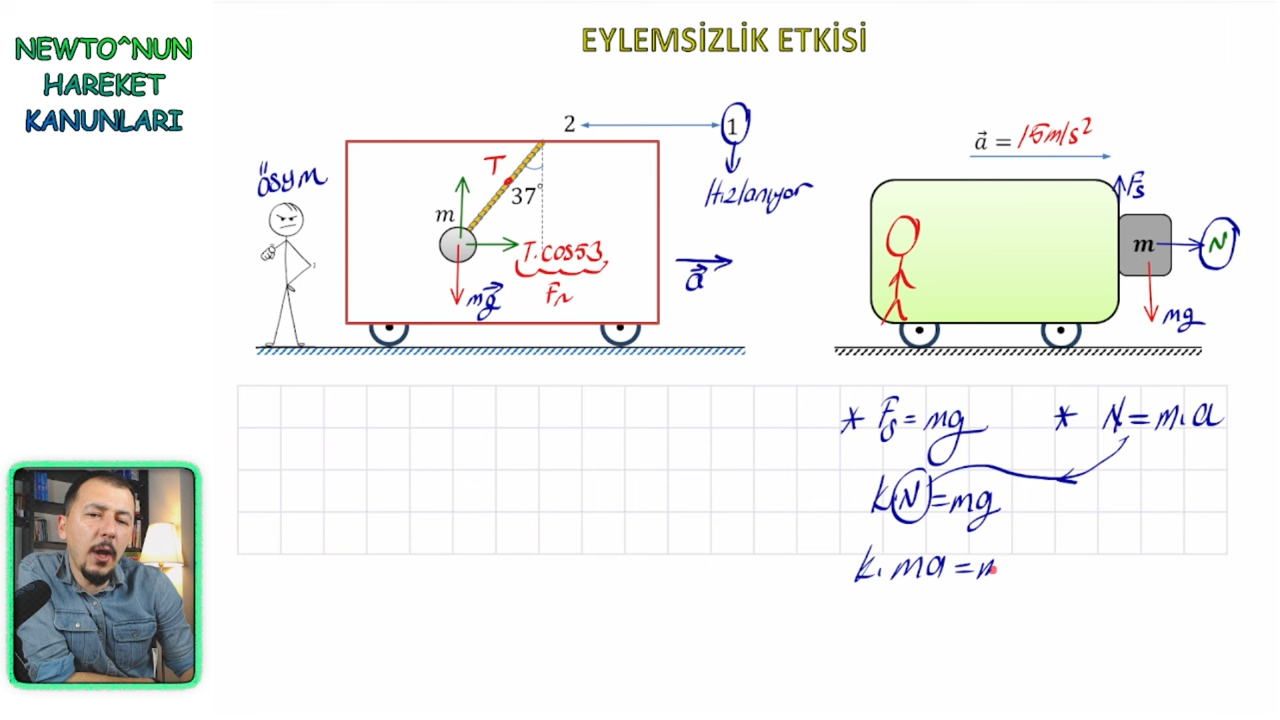 NEWTO^NUN
HAREKET
KANUNLARI
EYLEMSİZLİK ETKİSİ
2
1
Hızlanıyor
ösym
T
37°
m
T.cos53
Fn
mg
a
a = 15m/s²
Fs
m
N
mg
* Fs = mg
* N = m.a
k.N = mg
k.ma = m